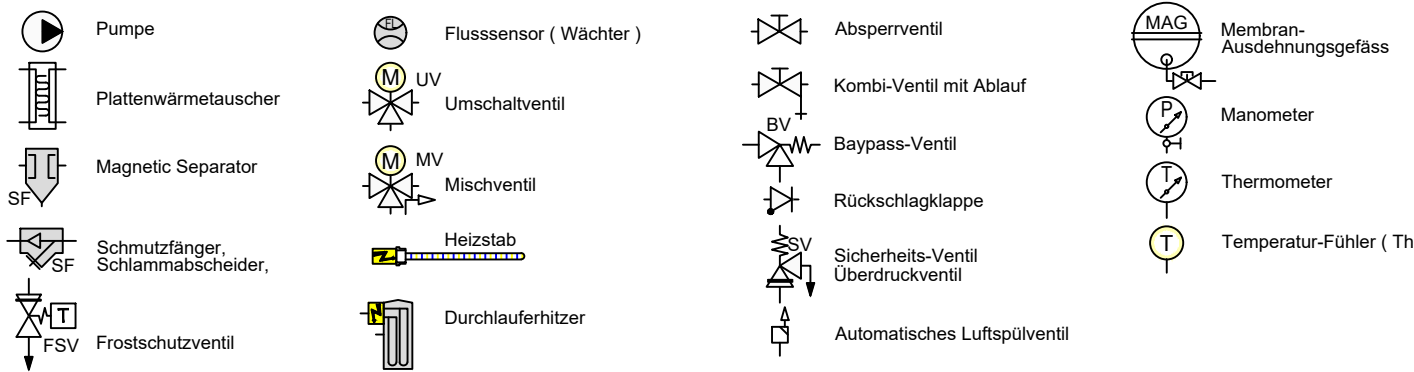 Pumpe
Plattenwärmetauscher
Magnetic Separator
SF
Schmutzfänger,
Schlammabscheider,
SF
T
FSV
Frostschutzventil
FL
Flusssensor ( Wächter )
M
UV
Umschaltventil
M
MV
Mischventil
Heizstab
Durchlauferhitzer
Absperrventil
Kombi-Ventil mit Ablauf
BV
Baypass-Ventil
Rückschlagklappe
SV
Sicherheits-Ventil
Überdruckventil
Automatisches Luftspülventil
MAG
Membran-
Ausdehnungsgefäss
P
Manometer
T
Thermometer
T
Temperatur-Fühler ( Th